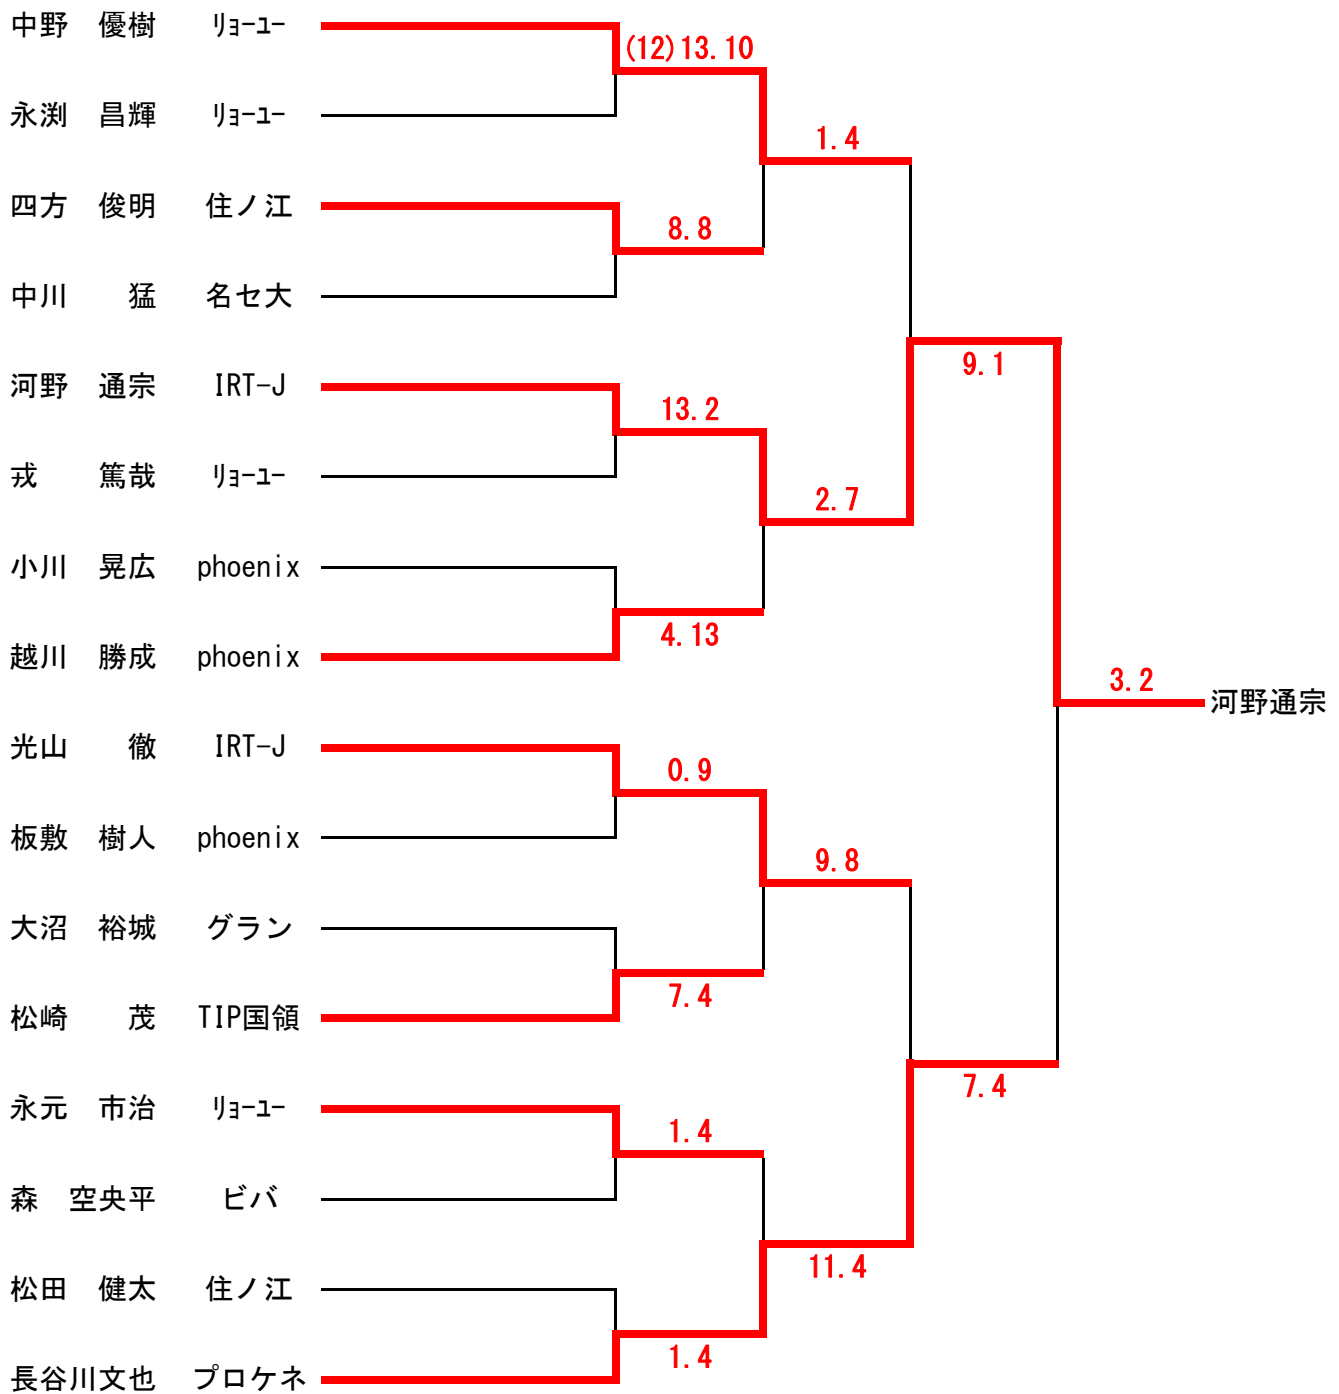 中野　優樹　ﾘｮｰﾕｰ
(12)13.10
永渕　昌輝　ﾘｮｰﾕｰ
1.4
四方　俊明　住ノ江
8.8
中川　　猛　名セ大
9.1
河野　通宗　IRT-J
13.2
戎　　篤哉　ﾘｮｰﾕｰ
2.7
小川　晃広　phoenix
4.13
越川　勝成　phoenix
3.2
河野通宗
光山　　徹　IRT-J
0.9
板敷　樹人　phoenix
9.8
大沼　裕城　グラン
7.4
松崎　　茂　TIP国領
7.4
永元　市治　ﾘｮｰﾕｰ
1.4
森　空央平　ビバ
11.4
松田　健太　住ノ江
1.4
長谷川文也　プロケネ